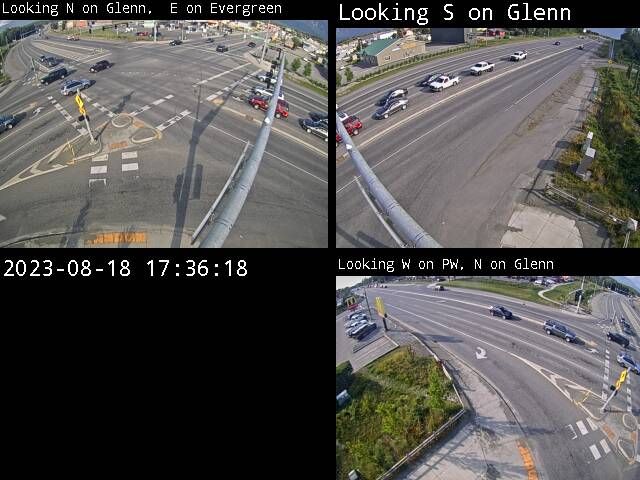 Looking N on Glenn,  E on Evergreen
Looking S on Glenn
2023-08-18 17:36:18
Looking W on PW, N on Glenn